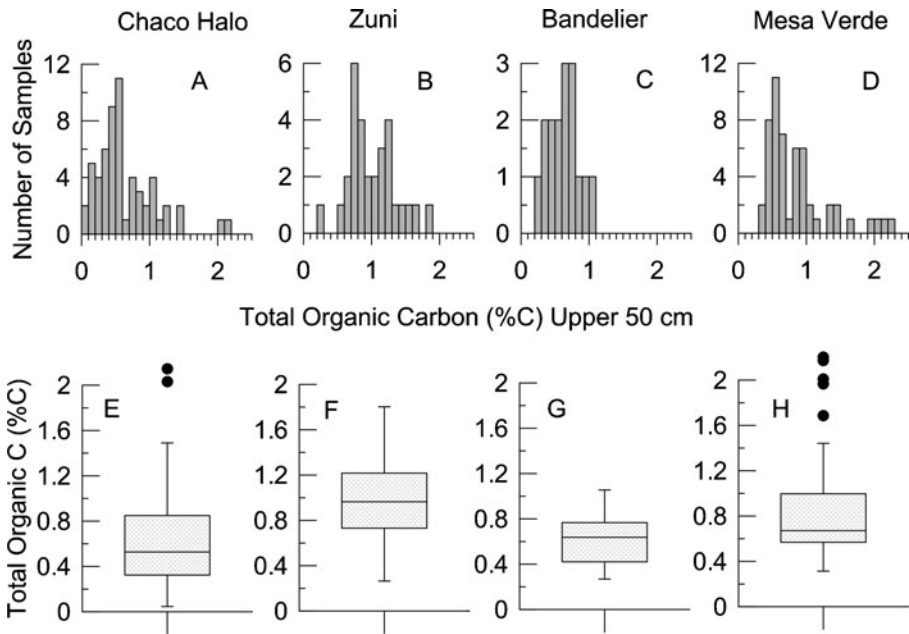 Chaco Halo
Zuni
Bandelier
Mesa Verde
Number of Samples
12
8
4
0
A
0 1 2
6
4
2
0
B
0 1 2
3
2
1
0
C
0 1 2
12
8
4
0
D
0 1 2
Total Organic Carbon (%C) Upper 50 cm
Total Organic C (%C)
2
1.6
1.2
0.8
0.4
0
E
2
1.6
1.2
0.8
0.4
0
F
2
1.6
1.2
0.8
0.4
0
G
2
1.6
1.2
0.8
0.4
0
H